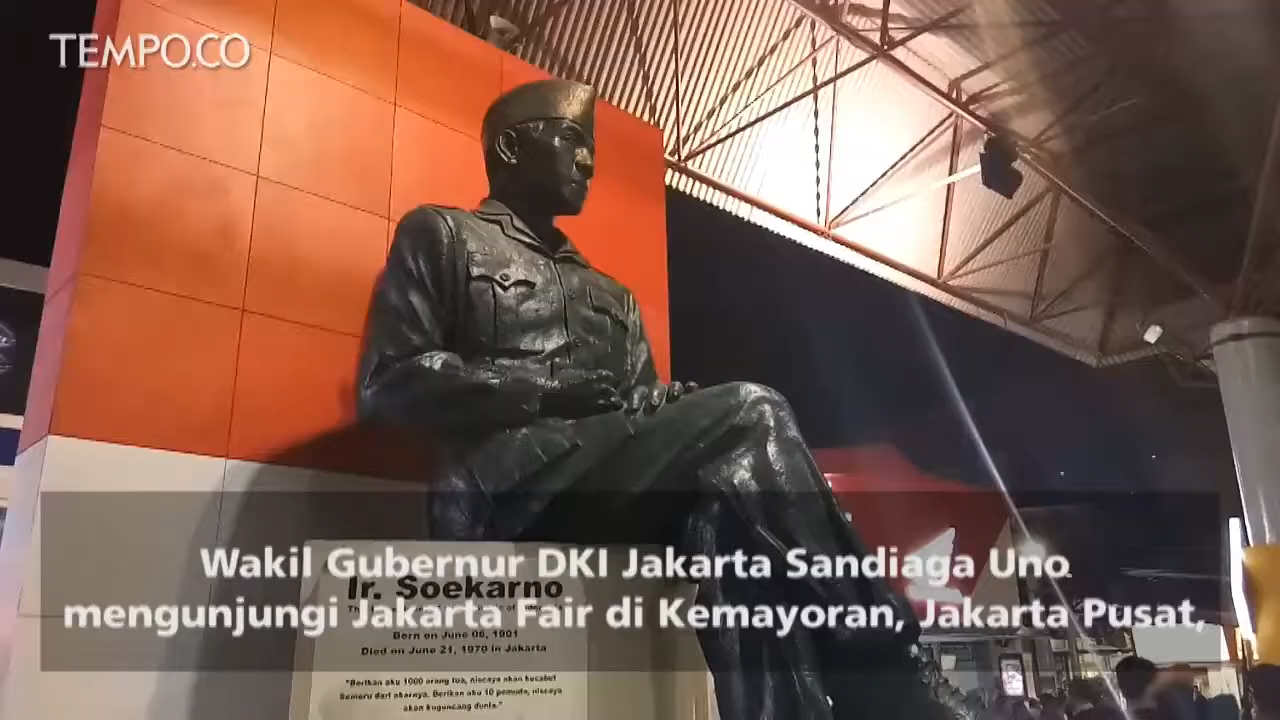 TEMPO.CO
Wakil Gubernur DKI Jakarta Sandiaga Uno
mengunjungi Jakarta Fair di Kemayoran, Jakarta Pusat,
Ir. Soekarno
Born on June 06, 1901
Died on June 21, 1970 in Jakarta
"Berikan aku 1000 orang tua, niscaya akan kucabut
Semeru dari akarnya. Berikan aku 10 pemuda, niscaya
akan kuguncang dunia."